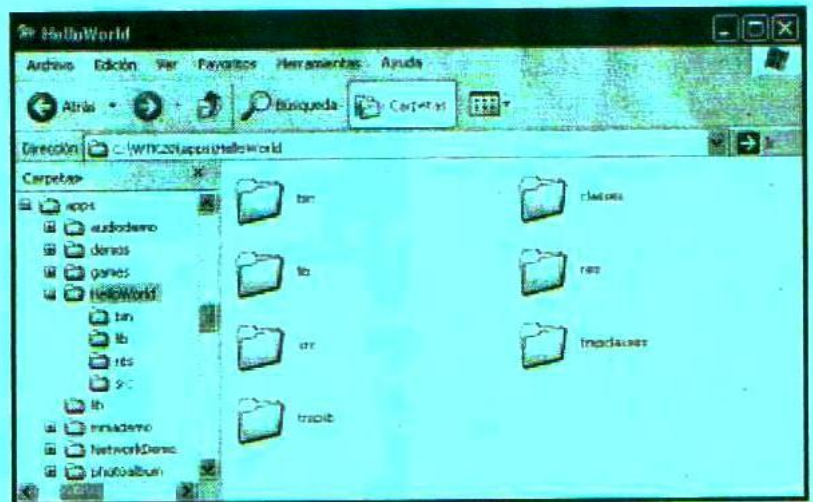 HelloWorld
Archivo Edición Ver Favoritos Herramientas Ayuda
Atrás Búsqueda Carpetas
Dirección C:\WTK20\apps\HelloWorld Ir
Carpetas
apps
audiodemo
demos
games
HelloWorld
bin
lib
res
src
lib
mmademo
NetworkDemo
photoalbum
bin
classes
lib
res
src
tmpclasses
tmplib